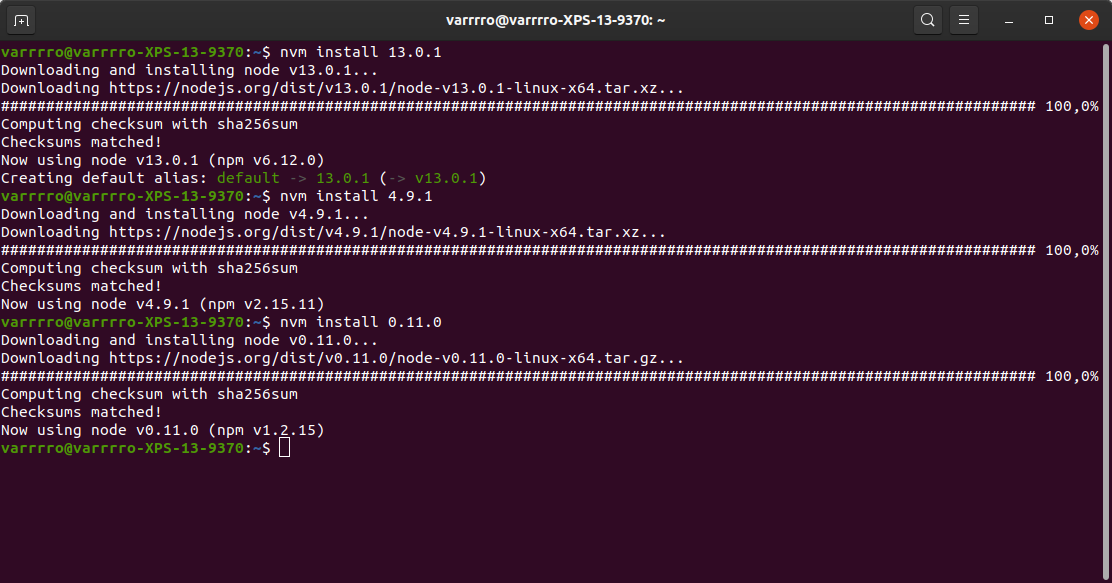 varrrro@varrrro-XPS-13-9370: ~
varrrro@varrrro-XPS-13-9370:~$ nvm install 13.0.1
Downloading and installing node v13.0.1...
Downloading https://nodejs.org/dist/v13.0.1/node-v13.0.1-linux-x64.tar.xz...
################################################################################################################### 100,0%
Computing checksum with sha256sum
Checksums matched!
Now using node v13.0.1 (npm v6.12.0)
Creating default alias: default -> 13.0.1 (-> v13.0.1)
varrrro@varrrro-XPS-13-9370:~$ nvm install 4.9.1
Downloading and installing node v4.9.1...
Downloading https://nodejs.org/dist/v4.9.1/node-v4.9.1-linux-x64.tar.xz...
################################################################################################################### 100,0%
Computing checksum with sha256sum
Checksums matched!
Now using node v4.9.1 (npm v2.15.11)
varrrro@varrrro-XPS-13-9370:~$ nvm install 0.11.0
Downloading and installing node v0.11.0...
Downloading https://nodejs.org/dist/v0.11.0/node-v0.11.0-linux-x64.tar.gz...
################################################################################################################### 100,0%
Computing checksum with sha256sum
Checksums matched!
Now using node v0.11.0 (npm v1.2.15)
varrrro@varrrro-XPS-13-9370:~$